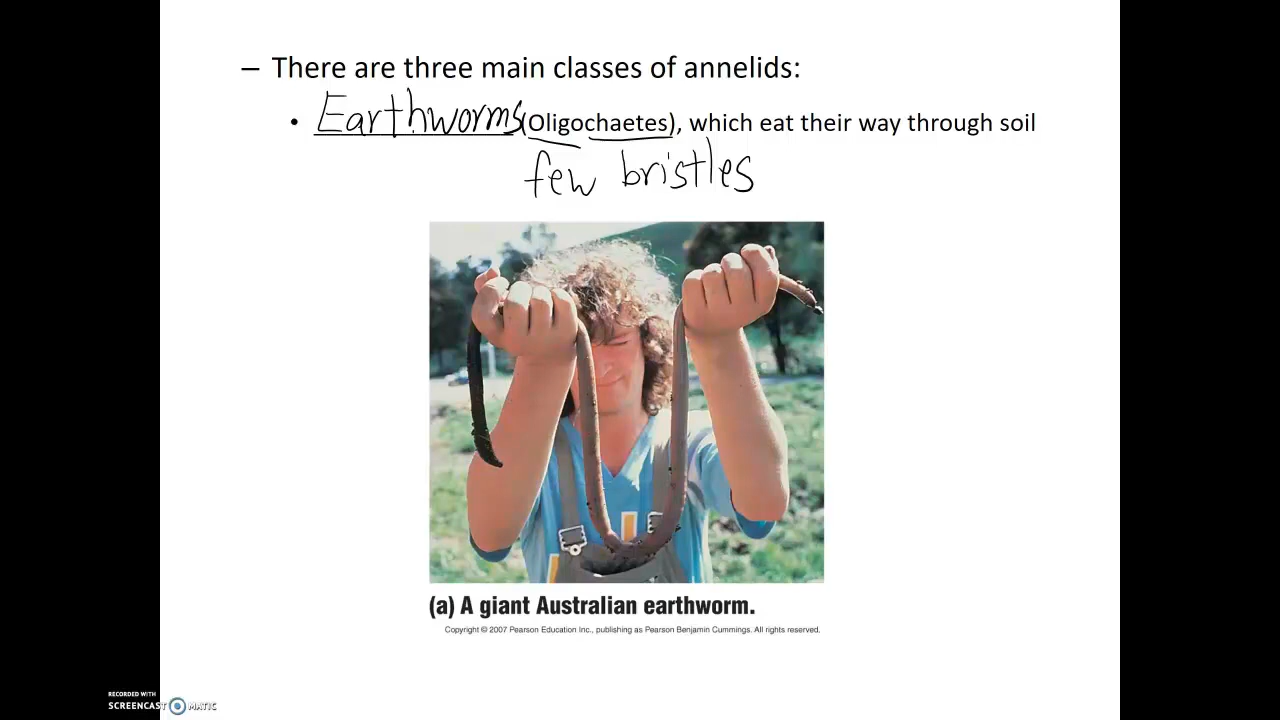 – There are three main classes of annelids:
• Earthworms (Oligochaetes), which eat their way through soil
few bristles
(a) A giant Australian earthworm.
Copyright © 2007 Pearson Education Inc., publishing as Pearson Benjamin Cummings. All rights reserved.
RECORDED WITH
SCREENCAST MATIC